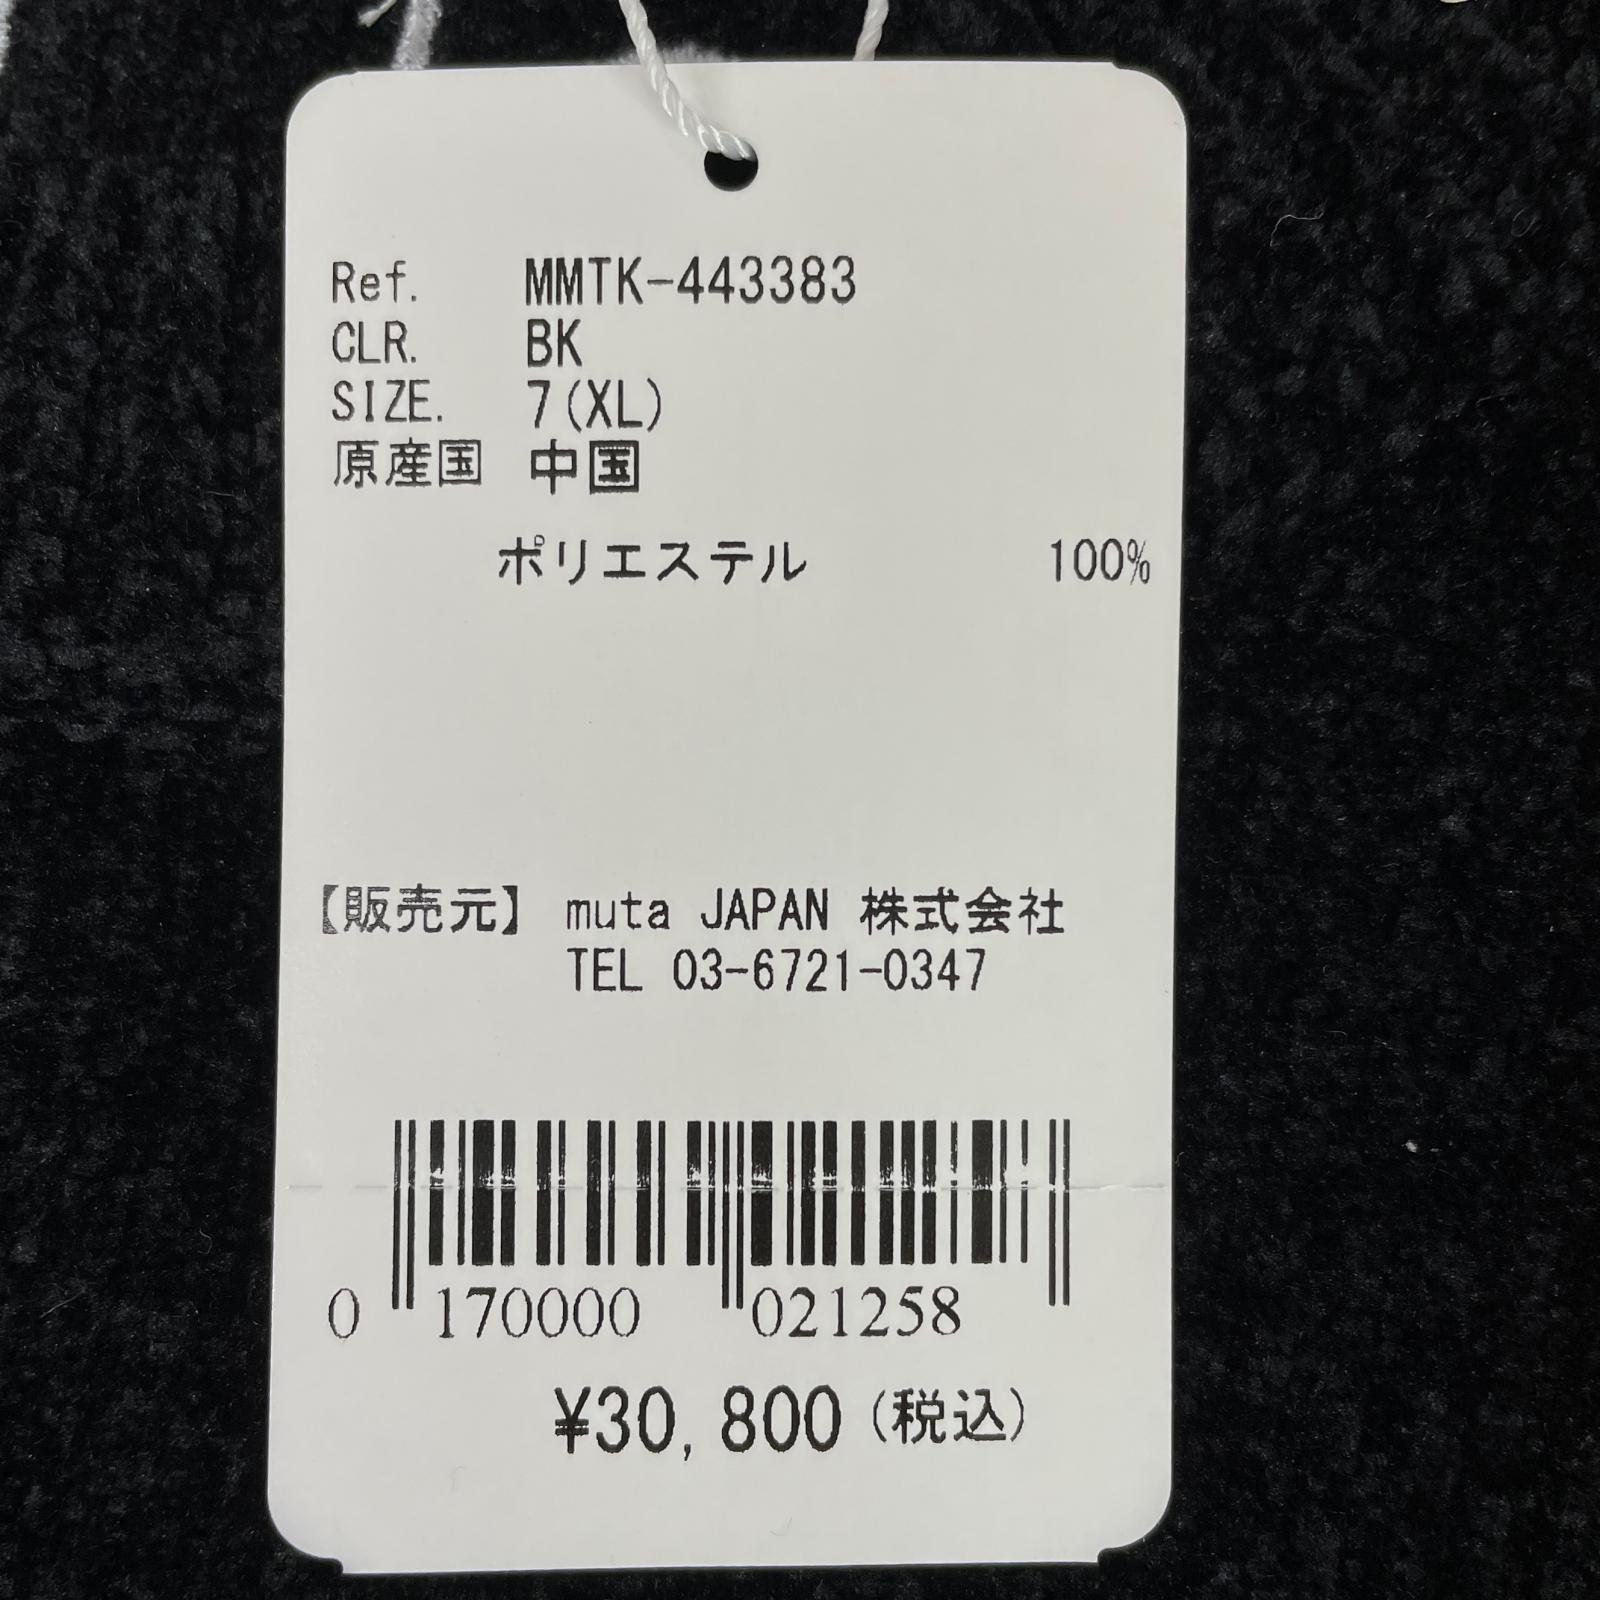 Ref. MMTK-443383
CLR. BK
SIZE. 7(XL)
原産国 中国
ポリエステル 100%
【販売元】 muta JAPAN 株式会社
TEL 03-6721-0347
0 170000 021258
¥30,800(税込)